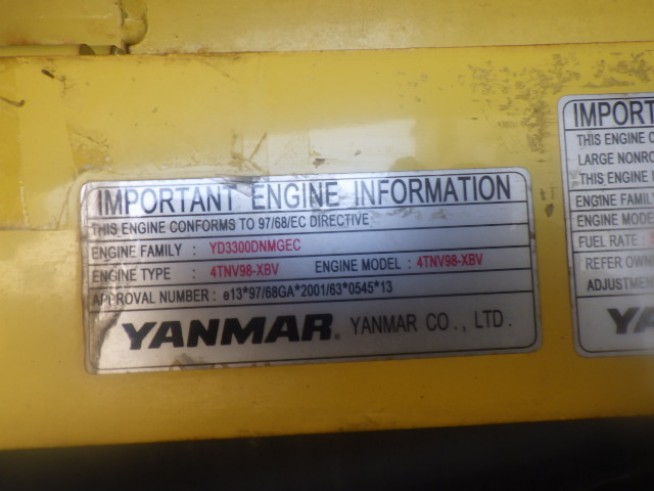 IMPORTANT ENGINE INFORMATION
THIS ENGINE CONFORMS TO 97/68/EC DIRECTIVE
ENGINE FAMILY : YD3300DNMGEC
ENGINE TYPE : 4TNV98-XBV ENGINE MODEL : 4TNV98-XBV
APPROVAL NUMBER : e13*97/68GA*2001/63*0545*13
YANMAR. YANMAR CO., LTD.
IMPORT
THIS ENGINE C
LARGE NONRO
THIS ENGINE I
ENGINE FAMILY
ENGINE MODE
FUEL RATE :
REFER OWN
ADJUSTMEN
YA